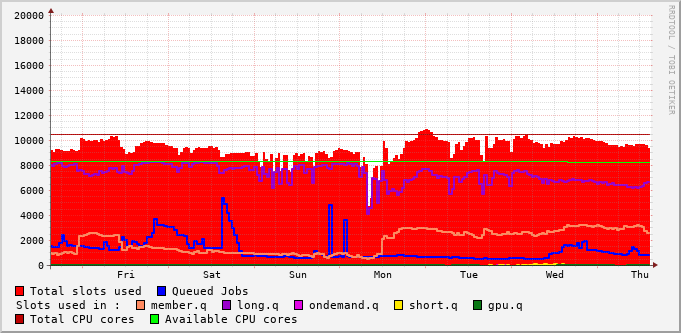 RRDTOOL / TOBI OETIKER
20000
18000
16000
14000
12000
10000
8000
6000
4000
2000
0
Fri Sat Sun Mon Tue Wed Thu
Total slots used Queued Jobs
Slots used in : member.q long.q ondemand.q short.q gpu.q
Total CPU cores Available CPU cores